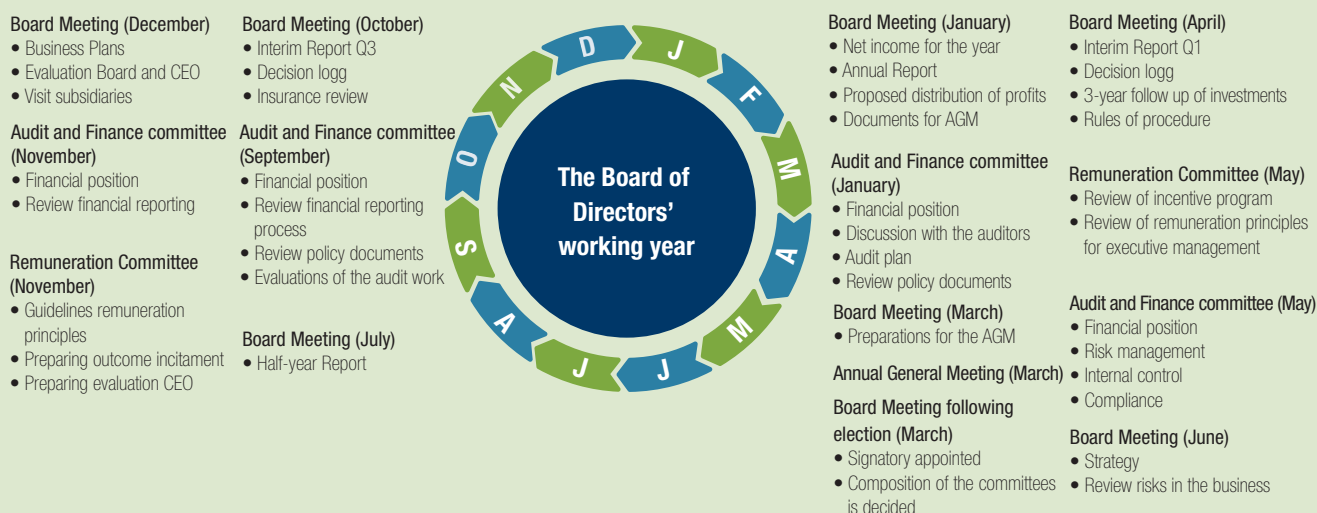 Board Meeting (December)
• Business Plans
• Evaluation Board and CEO
• Visit subsidiaries
Audit and Finance committee
(November)
• Financial position
• Review financial reporting
Remuneration Committee
(November)
• Guidelines remuneration
principles
• Preparing outcome incitament
• Preparing evaluation CEO
Board Meeting (October)
• Interim Report Q3
• Decision logg
• Insurance review
Audit and Finance committee
(September)
• Financial position
• Review financial reporting
process
• Review policy documents
• Evaluations of the audit work
Board Meeting (July)
• Half-year Report
J
F
M
A
M
J
J
A
S
O
N
D
The Board of
Directors'
working year
Board Meeting (January)
• Net income for the year
• Annual Report
• Proposed distribution of profits
• Documents for AGM
Audit and Finance committee
(January)
• Financial position
• Discussion with the auditors
• Audit plan
• Review policy documents
Board Meeting (March)
• Preparations for the AGM
Annual General Meeting (March)
Board Meeting following
election (March)
• Signatory appointed
• Composition of the committees
is decided
Board Meeting (April)
• Interim Report Q1
• Decision logg
• 3-year follow up of investments
• Rules of procedure
Remuneration Committee (May)
• Review of incentive program
• Review of remuneration principles
for executive management
Audit and Finance committee (May)
• Financial position
• Risk management
• Internal control
• Compliance
Board Meeting (June)
• Strategy
• Review risks in the business